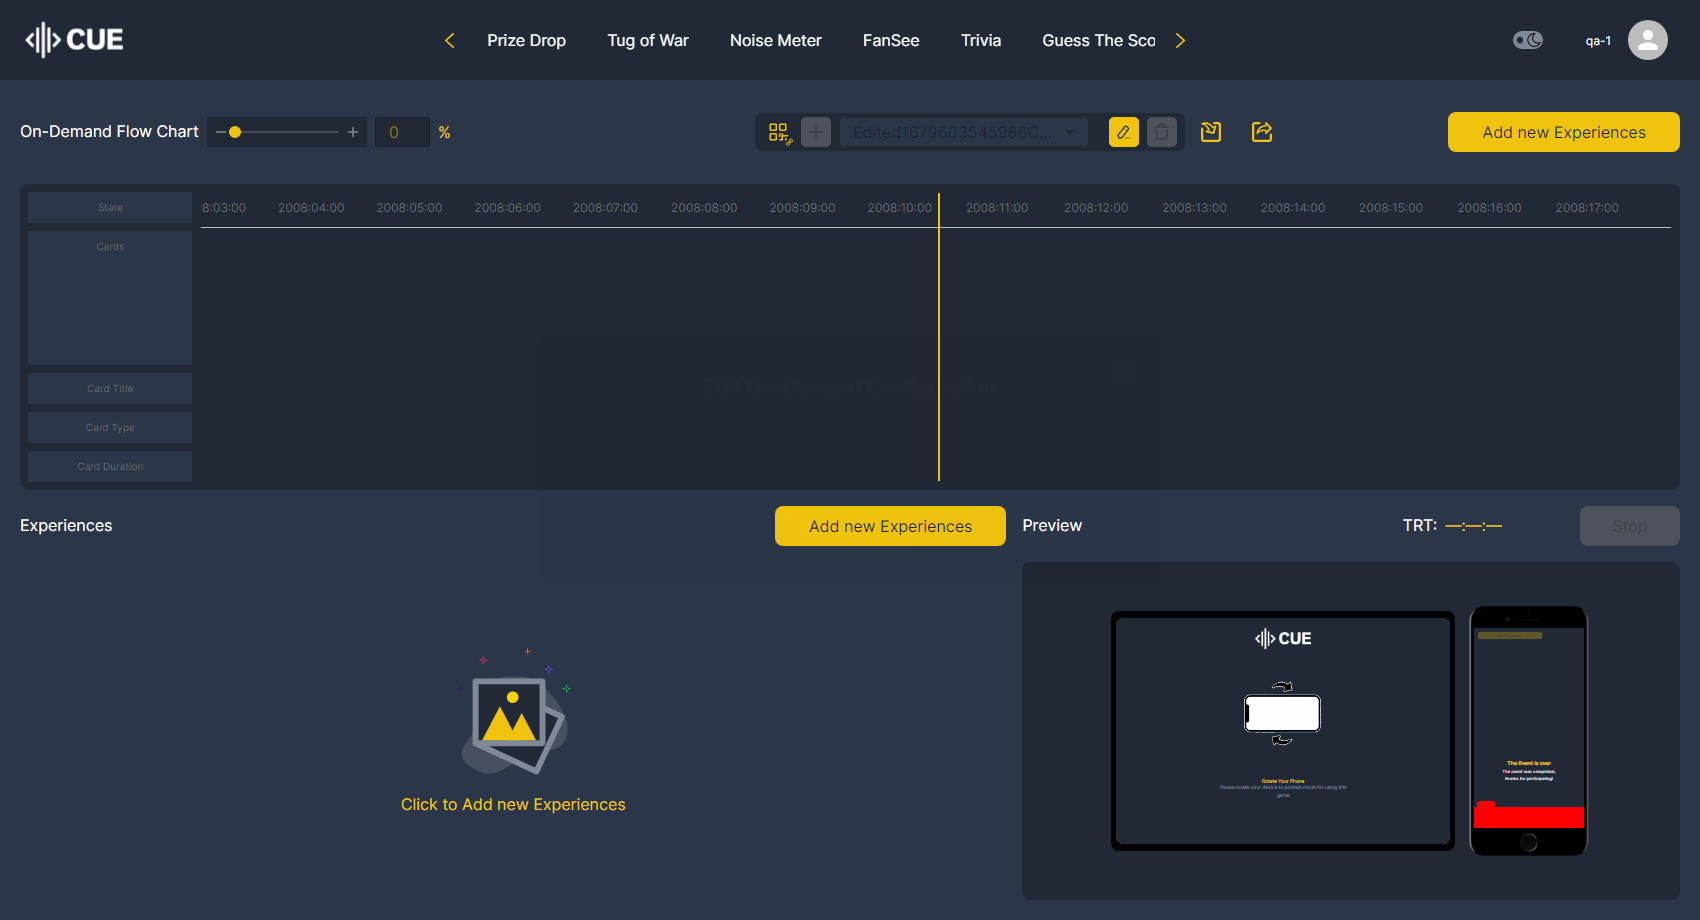 CUE
Prize Drop
Tug of War
Noise Meter
FanSee
Trivia
Guess The Sco
qa-1
On-Demand Flow Chart
0
%
Edited1679603545986C...
Add new Experiences
State
8:03:00
2008:04:00
2008:05:00
2008:06:00
2008:07:00
2008:08:00
2008:09:00
2008:10:00
2008:11:00
2008:12:00
2008:13:00
2008:14:00
2008:15:00
2008:16:00
2008:17:00
Cards
Edit On-Demand Configuration
Card Title
Card Type
Card Duration
Experiences
Add new Experiences
Preview
TRT: —:—:—
Stop
Click to Add new Experiences
CUE
Rotate Your Phone
Please rotate your device to portrait mode for using this
game
The Event is over
The event was completed,
thanks for participating!